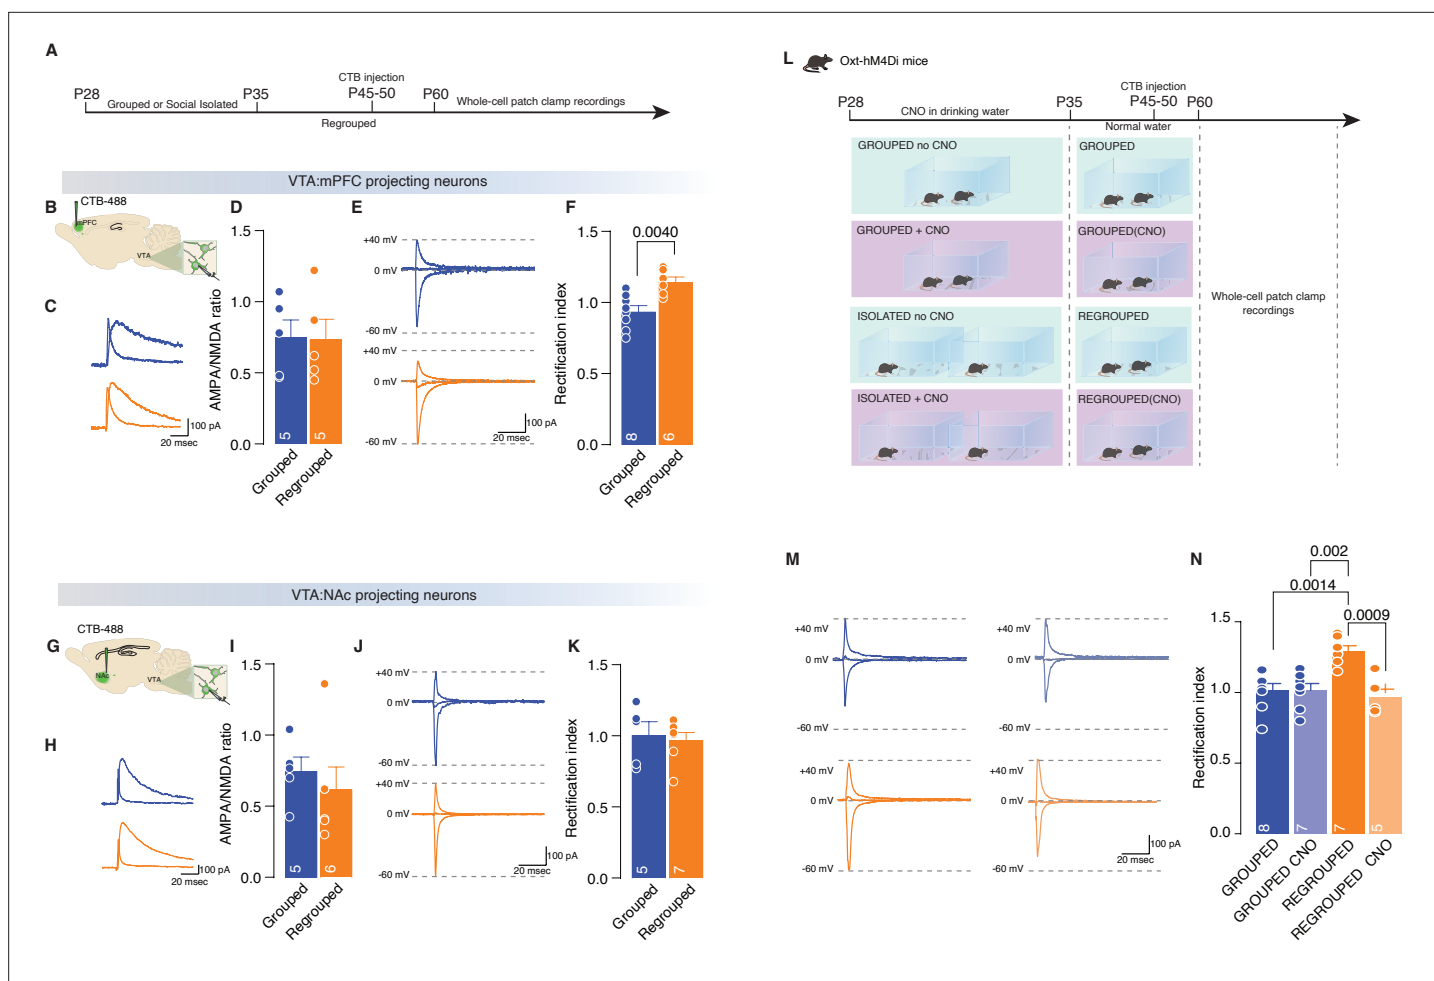 A
P28
Grouped or Social Isolated
P35
CTB injection
P45-50
P60
Whole-cell patch clamp recordings
Regrouped
VTA:mPFC projecting neurons
B
CTB-488
mPFC
VTA
C
100 pA
20 msec
D
AMPA/NMDA ratio
1.5
1.0
0.5
0.0
5
5
Grouped
Regrouped
E
+40 mV
0 mV
-60 mV
+40 mV
0 mV
-60 mV
100 pA
20 msec
F
Rectification index
1.5
1.0
0.5
0.0
0.0040
8
6
Grouped
Regrouped
VTA:NAc projecting neurons
G
CTB-488
NAc
VTA
H
100 pA
20 msec
I
AMPA/NMDA ratio
1.5
1.0
0.5
0.0
5
6
Grouped
Regrouped
J
+40 mV
0 mV
-60 mV
+40 mV
0 mV
-60 mV
100 pA
20 msec
K
Rectification index
1.5
1.0
0.5
0.0
5
7
Grouped
Regrouped
L
Oxt-hM4Di mice
P28
CNO in drinking water
P35
CTB injection
P45-50
P60
Normal water
GROUPED no CNO
GROUPED
GROUPED + CNO
GROUPED(CNO)
ISOLATED no CNO
REGROUPED
ISOLATED + CNO
REGROUPED(CNO)
Whole-cell patch clamp
recordings
M
+40 mV
0 mV
-60 mV
+40 mV
0 mV
-60 mV
+40 mV
0 mV
-60 mV
+40 mV
0 mV
-60 mV
100 pA
20 msec
N
0.002
0.0014
0.0009
Rectification index
1.5
1.0
0.5
0.0
8
7
7
5
GROUPED
GROUPED CNO
REGROUPED
REGROUPED CNO